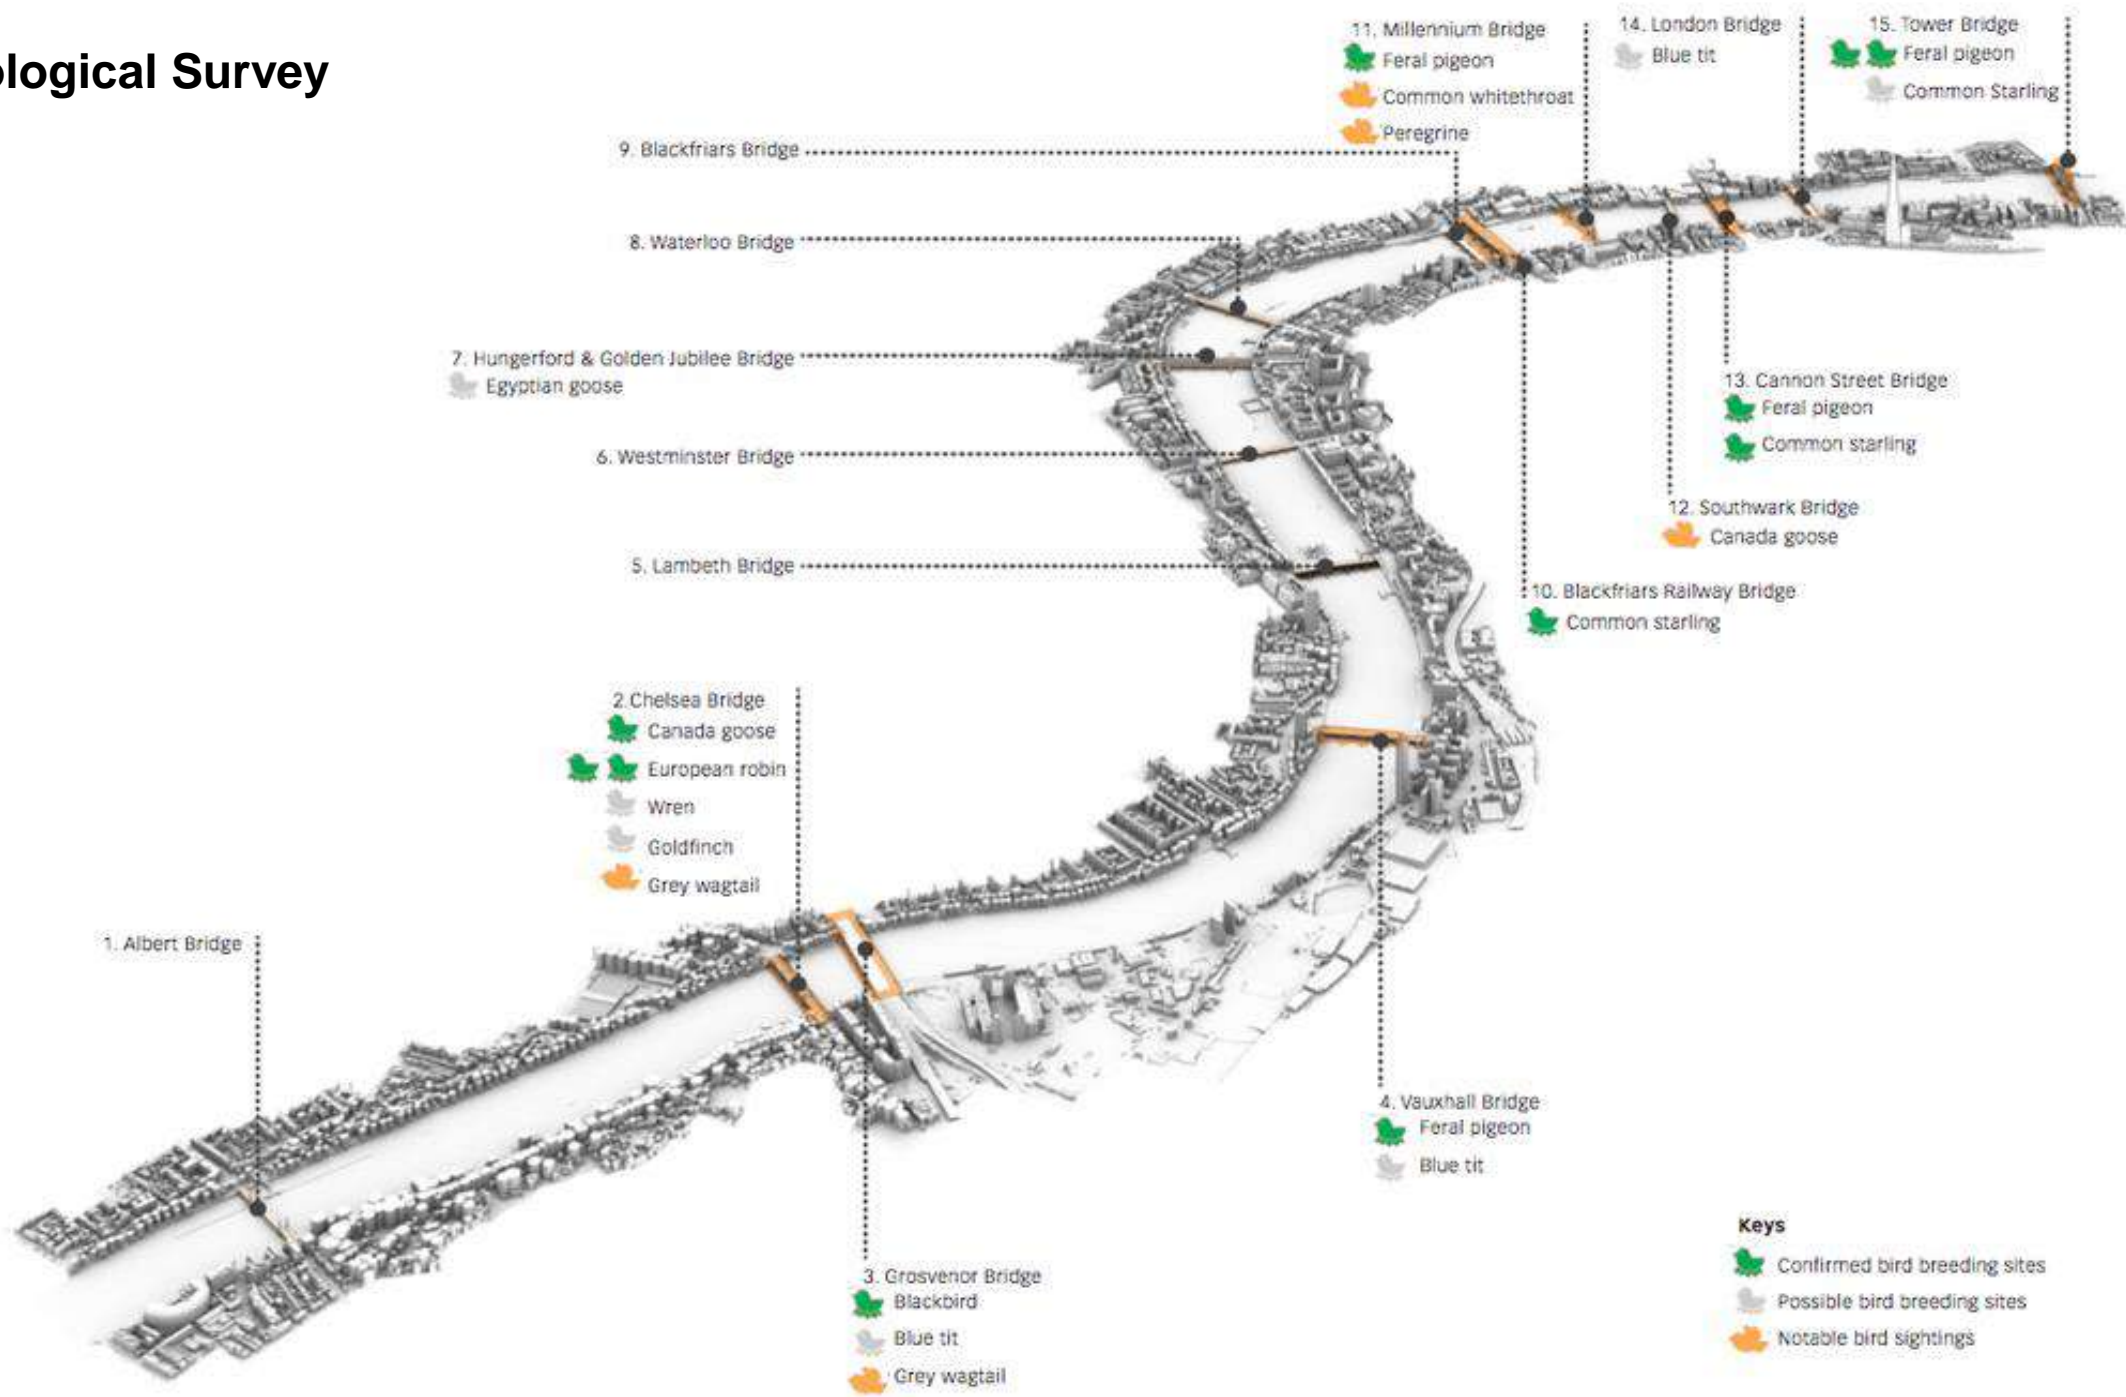 ological Survey
11. Millennium Bridge
Feral pigeon
Common whitethroat
Peregrine
14. London Bridge
Blue tit
15. Tower Bridge
Feral pigeon
Common Starling
9. Blackfriars Bridge
8. Waterloo Bridge
7. Hungerford & Golden Jubilee Bridge
Egyptian goose
6. Westminster Bridge
5. Lambeth Bridge
13. Cannon Street Bridge
Feral pigeon
Common starling
12. Southwark Bridge
Canada goose
10. Blackfriars Railway Bridge
Common starling
2.Chelsea Bridge
Canada goose
European robin
Wren
Goldfinch
Grey wagtail
1. Albert Bridge
4. Vauxhall Bridge
Feral pigeon
Blue tit
3. Grosvenor Bridge
Blackbird
Blue tit
Grey wagtail
Keys
Confirmed bird breeding sites
Possible bird breeding sites
Notable bird sightings